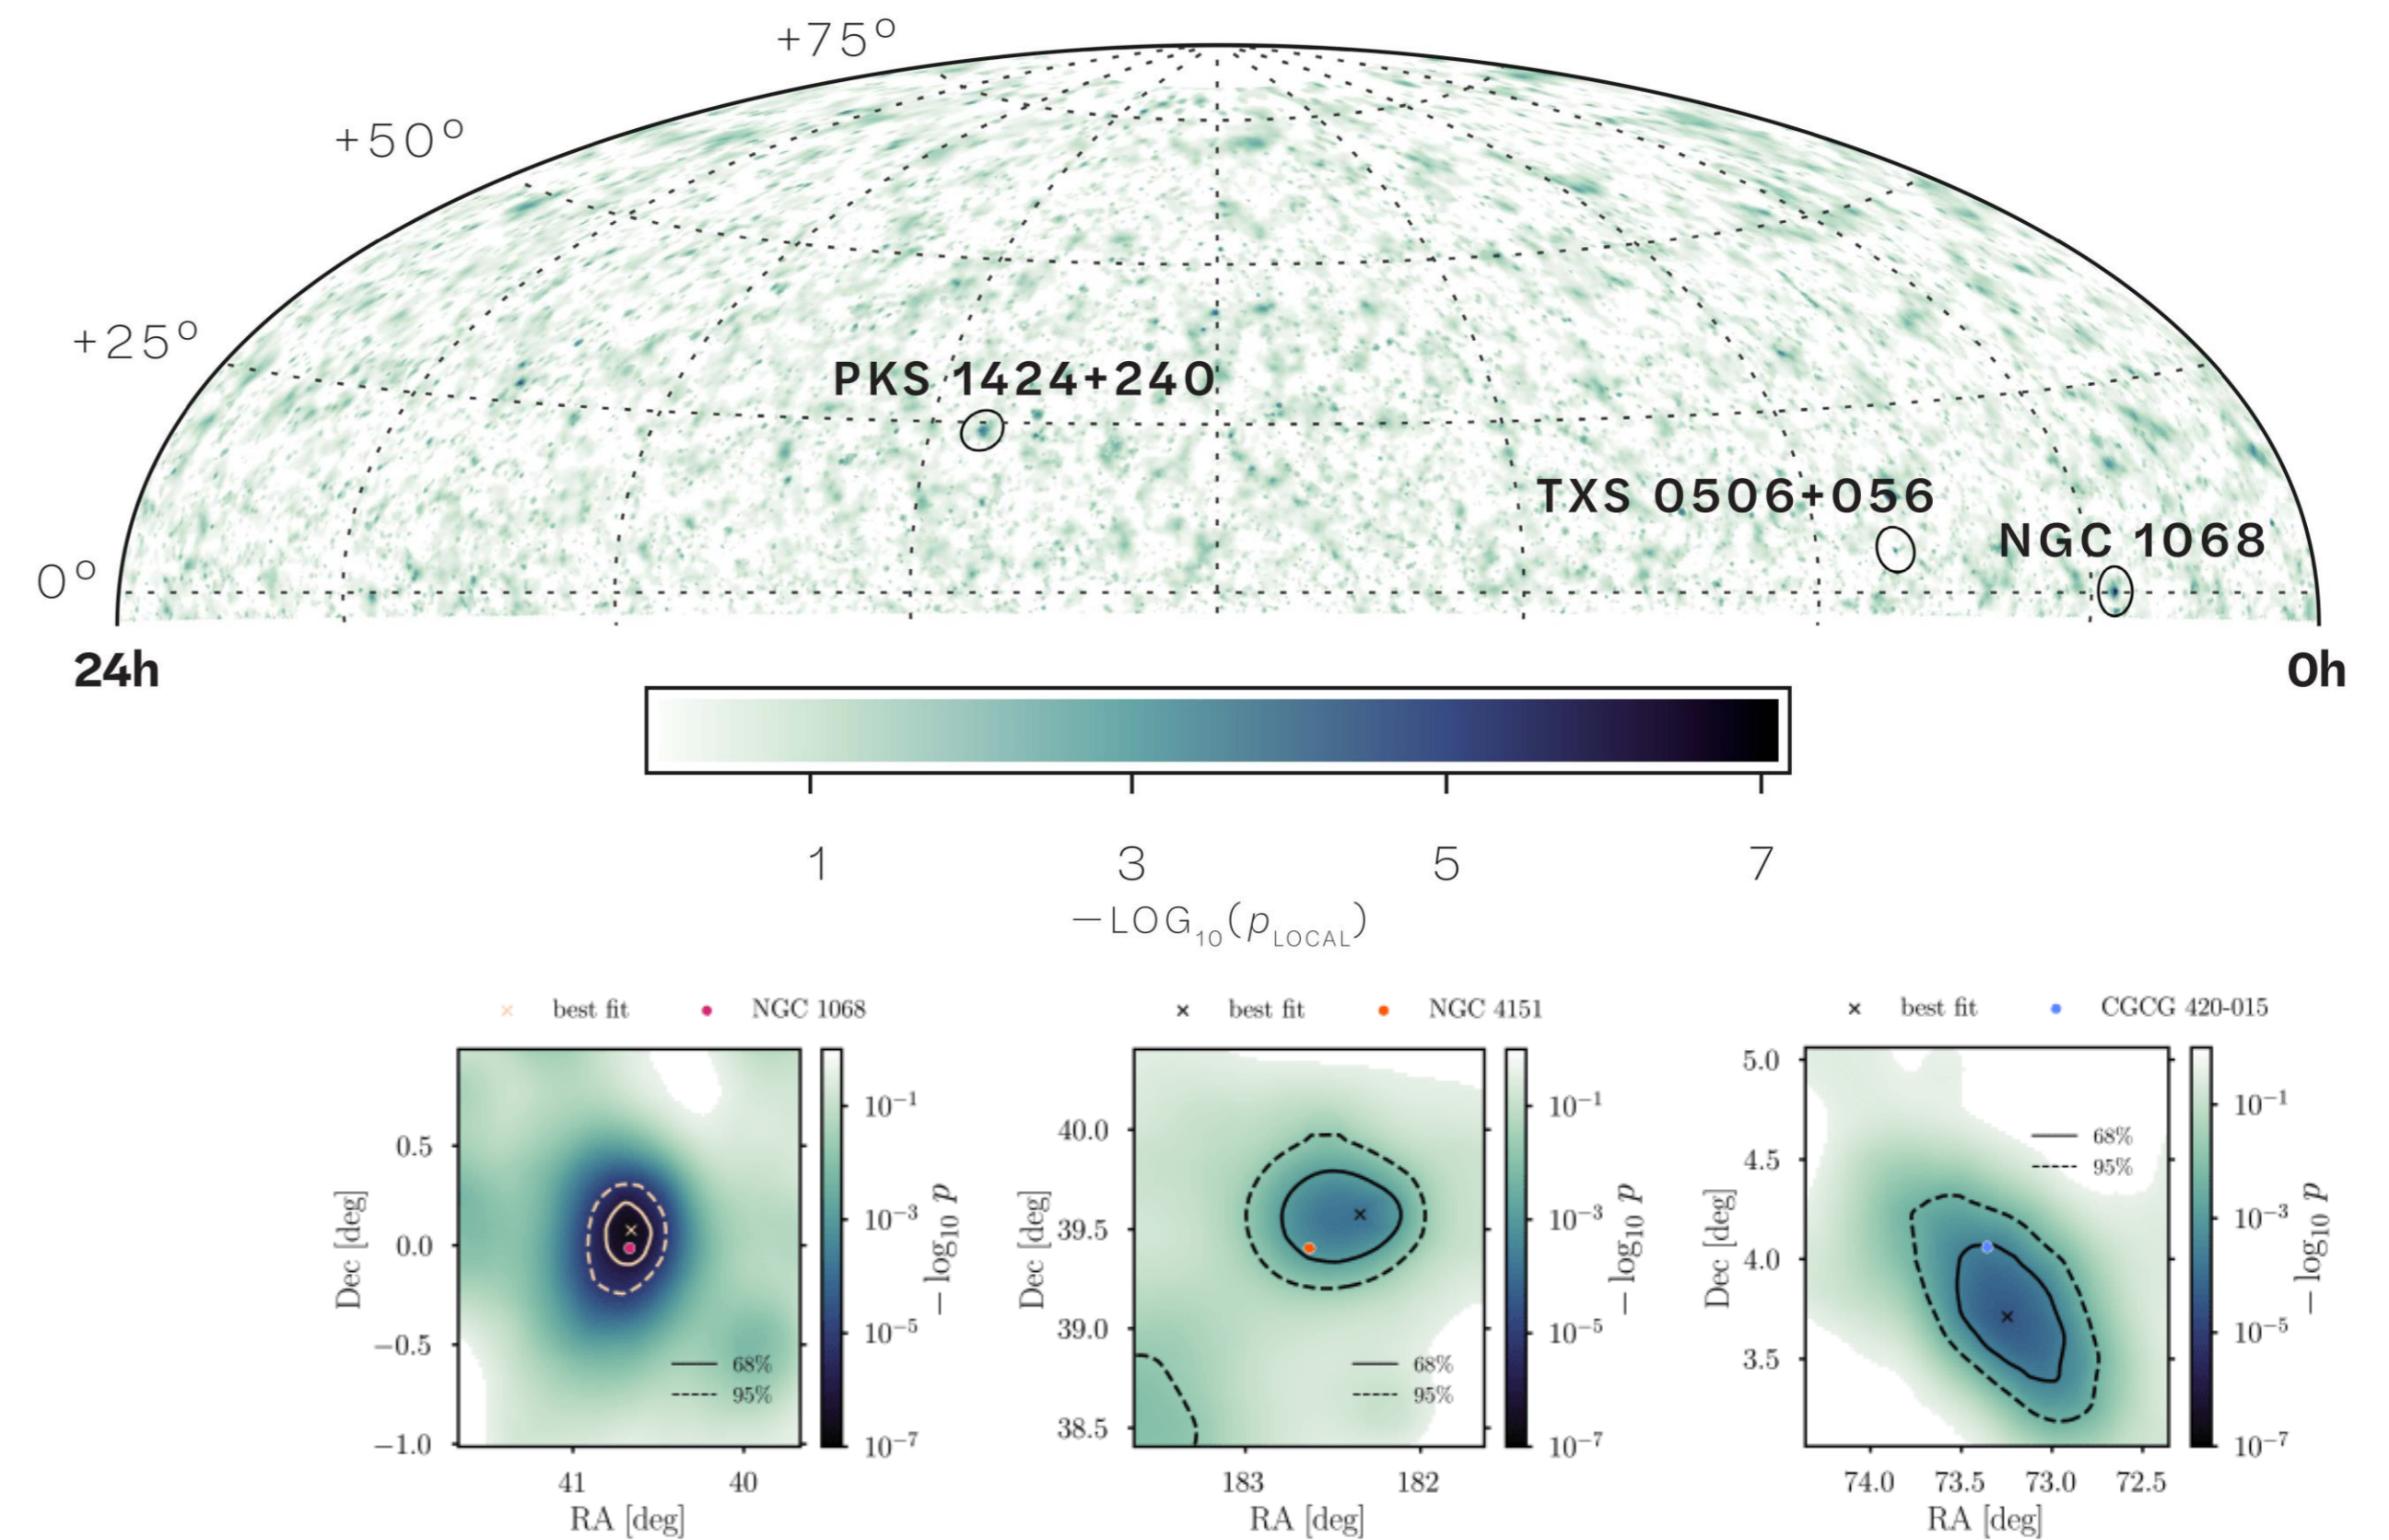 +75°
+50°
+25°
0°
PKS 1424+240
TXS 0506+056
NGC 1068
24h
0h
1 3 5 7
−LOG₁₀(pLOCAL)
× best fit ● NGC 1068
0.5
0.0
−0.5
−1.0
Dec [deg]
68%
95%
41 40
RA [deg]
10⁻¹
10⁻³
10⁻⁵
10⁻⁷
− log₁₀ p
× best fit ● NGC 4151
40.0
39.5
39.0
38.5
Dec [deg]
68%
95%
183 182
RA [deg]
10⁻¹
10⁻³
10⁻⁵
10⁻⁷
− log₁₀ p
× best fit ● CGCG 420-015
5.0
4.5
4.0
3.5
Dec [deg]
68%
95%
74.0 73.5 73.0 72.5
RA [deg]
10⁻¹
10⁻³
10⁻⁵
10⁻⁷
− log₁₀ p